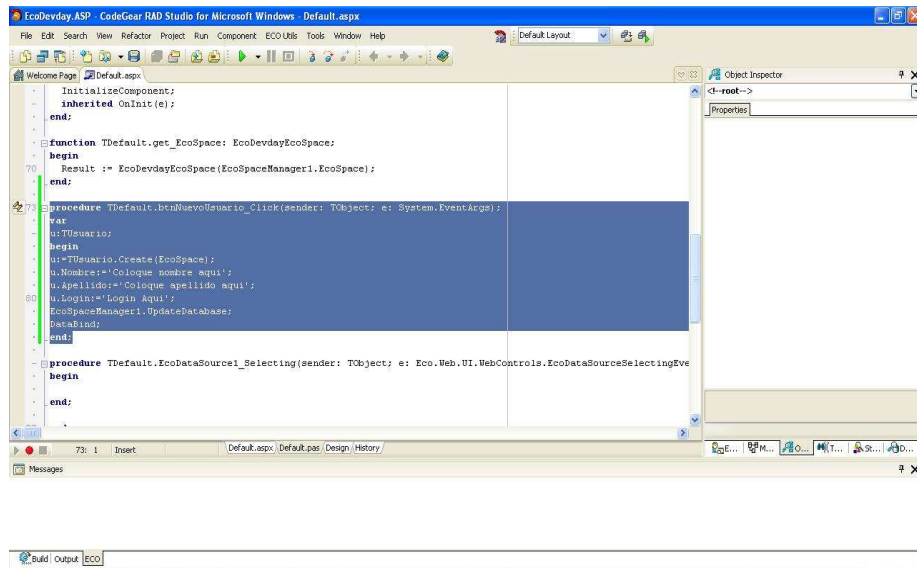 EcoDevday.ASP - CodeGear RAD Studio for Microsoft Windows - Default.aspx
File Edit Search View Refactor Project Run Component ECO Utils Tools Window Help
Default Layout
Welcome Page Default.aspx
Object Inspector
<!--root-->
Properties
InitializeComponent;
inherited OnInit(e);
end;
function TDefault.get_EcoSpace: EcoDevdayEcoSpace;
begin
70 Result := EcoDevdayEcoSpace(EcoSpaceManager1.EcoSpace);
end;
73 procedure TDefault.btnNuevoUsuario_Click(sender: TObject; e: System.EventArgs);
var
u:TUsuario;
begin
u:=TUsuario.Create(EcoSpace);
u.Nombre:='Coloque nombre aqui';
u.Apellido:='Coloque apellido aqui';
80 u.Login:='Login Aqui';
EcoSpaceManager1.UpdateDatabase;
DataBind;
end;
procedure TDefault.EcoDataSource1_Selecting(sender: TObject; e: Eco.Web.UI.WebControls.EcoDataSourceSelectingEve
begin
end;
73: 1 Insert
Default.aspx Default.pas Design History
E... M... O... (T... St... D...
Messages
Build Output ECO